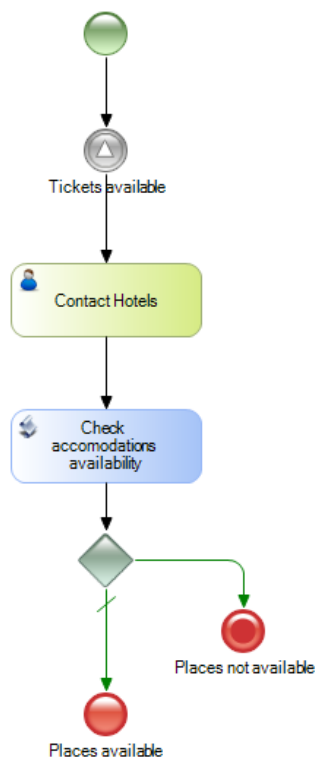 Tickets available
Contact Hotels
Check
accomodations
availability
Places not available
Places available